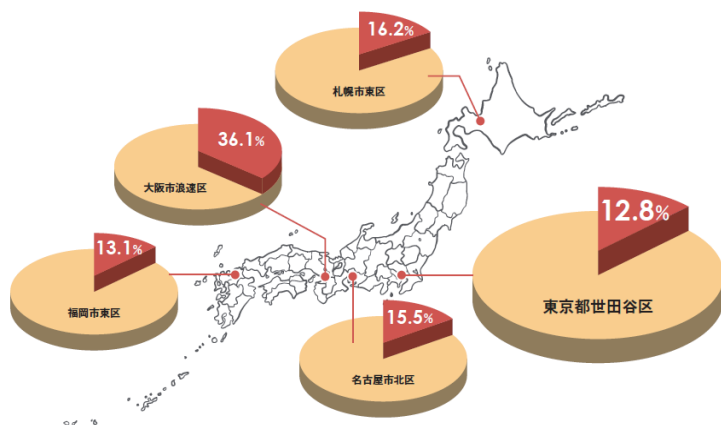 16.2%
札幌市東区
36.1%
大阪市浪速区
12.8%
東京都世田谷区
13.1%
福岡市東区
15.5%
名古屋市北区